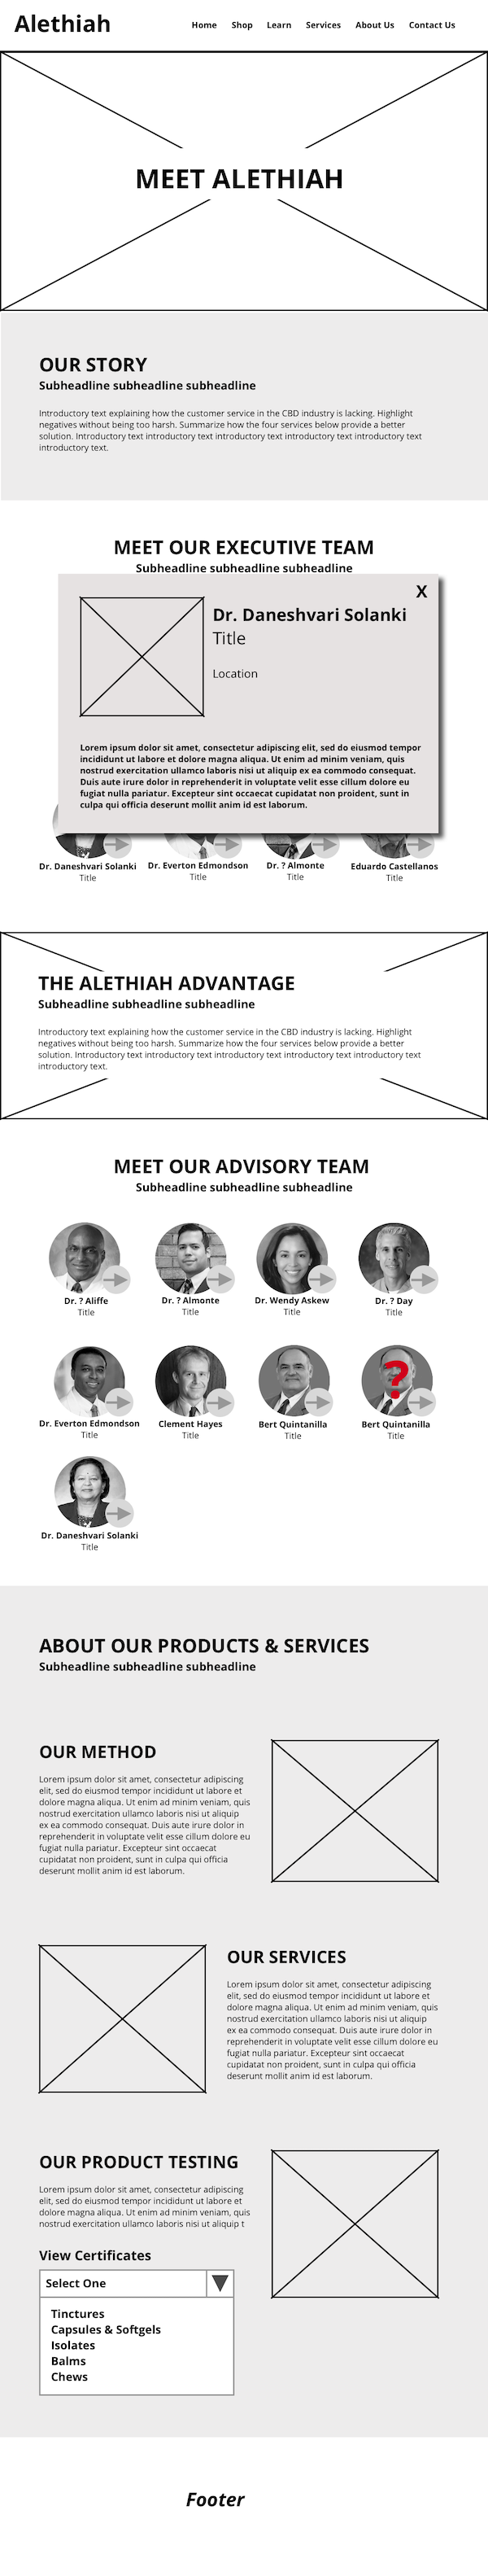 Alethiah
Home Shop Learn Services About Us Contact Us
MEET ALETHIAH
OUR STORY
Subheadline subheadline subheadline
Introductory text explaining how the customer service in the CBD industry is lacking. Highlight
negatives without being too harsh. Summarize how the four services below provide a better
solution. Introductory text introductory text introductory text introductory text introductory text
introductory text.
MEET OUR EXECUTIVE TEAM
Subheadline subheadline subheadline
X
Dr. Daneshvari Solanki
Title
Location
Lorem ipsum dolor sit amet, consectetur adipiscing elit, sed do eiusmod tempor
incididunt ut labore et dolore magna aliqua. Ut enim ad minim veniam, quis
nostrud exercitation ullamco laboris nisi ut aliquip ex ea commodo consequat.
Duis aute irure dolor in reprehenderit in voluptate velit esse cillum dolore eu
fugiat nulla pariatur. Excepteur sint occaecat cupidatat non proident, sunt in
culpa qui officia deserunt mollit anim id est laborum.
Dr. Daneshvari Solanki Dr. Everton Edmondson Dr. ? Almonte Eduardo Castellanos
Title Title Title Title
THE ALETHIAH ADVANTAGE
Subheadline subheadline subheadline
Introductory text explaining how the customer service in the CBD industry is lacking. Highlight
negatives without being too harsh. Summarize how the four services below provide a better
solution. Introductory text introductory text introductory text introductory text introductory text
introductory text.
MEET OUR ADVISORY TEAM
Subheadline subheadline subheadline
Dr. ? Aliffe Dr. ? Almonte Dr. Wendy Askew Dr. ? Day
Title Title Title Title
?
Dr. Everton Edmondson Clement Hayes Bert Quintanilla Bert Quintanilla
Title Title Title Title
Dr. Daneshvari Solanki
Title
ABOUT OUR PRODUCTS & SERVICES
Subheadline subheadline subheadline
OUR METHOD
Lorem ipsum dolor sit amet, consectetur adipiscing
elit, sed do eiusmod tempor incididunt ut labore et
dolore magna aliqua. Ut enim ad minim veniam, quis
nostrud exercitation ullamco laboris nisi ut aliquip
ex ea commodo consequat. Duis aute irure dolor in
reprehenderit in voluptate velit esse cillum dolore eu
fugiat nulla pariatur. Excepteur sint occaecat
cupidatat non proident, sunt in culpa qui officia
deserunt mollit anim id est laborum.
OUR SERVICES
Lorem ipsum dolor sit amet, consectetur adipiscing
elit, sed do eiusmod tempor incididunt ut labore et
dolore magna aliqua. Ut enim ad minim veniam, quis
nostrud exercitation ullamco laboris nisi ut aliquip
ex ea commodo consequat. Duis aute irure dolor in
reprehenderit in voluptate velit esse cillum dolore eu
fugiat nulla pariatur. Excepteur sint occaecat
cupidatat non proident, sunt in culpa qui officia
deserunt mollit anim id est laborum.
OUR PRODUCT TESTING
Lorem ipsum dolor sit amet, consectetur adipiscing
elit, sed do eiusmod tempor incididunt ut labore et
dolore magna aliqua. Ut enim ad minim veniam, quis
nostrud exercitation ullamco laboris nisi ut aliquip t
View Certificates
Select One
Tinctures
Capsules & Softgels
Isolates
Balms
Chews
Footer